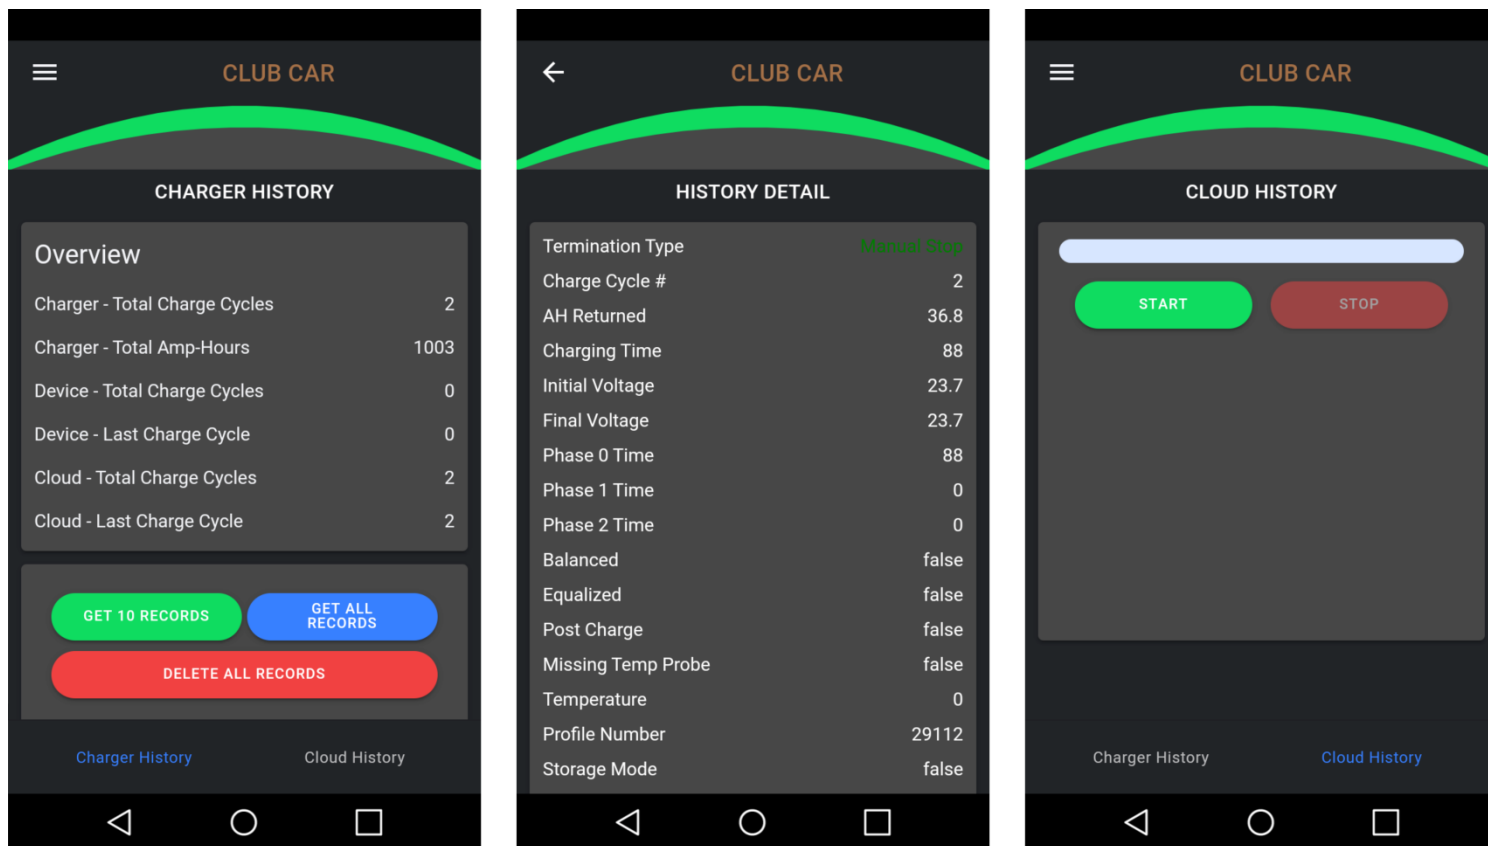 CLUB CAR
CHARGER HISTORY
Overview
Charger - Total Charge Cycles 2
Charger - Total Amp-Hours 1003
Device - Total Charge Cycles 0
Device - Last Charge Cycle 0
Cloud - Total Charge Cycles 2
Cloud - Last Charge Cycle 2
GET 10 RECORDS
GET ALL
RECORDS
DELETE ALL RECORDS
Charger History Cloud History
CLUB CAR
HISTORY DETAIL
Termination Type Manual Stop
Charge Cycle # 2
AH Returned 36.8
Charging Time 88
Initial Voltage 23.7
Final Voltage 23.7
Phase 0 Time 88
Phase 1 Time 0
Phase 2 Time 0
Balanced false
Equalized false
Post Charge false
Missing Temp Probe false
Temperature 0
Profile Number 29112
Storage Mode false
CLUB CAR
CLOUD HISTORY
START STOP
Charger History Cloud History